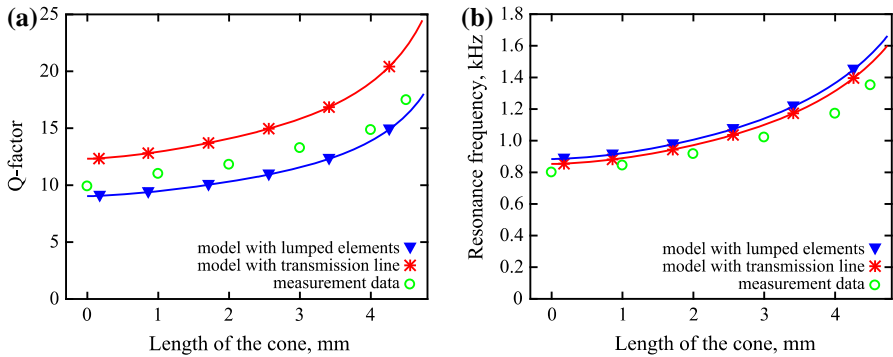 (a)
25
20
15
10
5
0
Q-factor
model with lumped elements
model with transmission line
measurement data
0 1 2 3 4
Length of the cone, mm
(b)
1.8
1.6
1.4
1.2
1.0
0.8
0.6
0.4
0.2
0
Resonance frequency, kHz
model with lumped elements
model with transmission line
measurement data
0 1 2 3 4
Length of the cone, mm